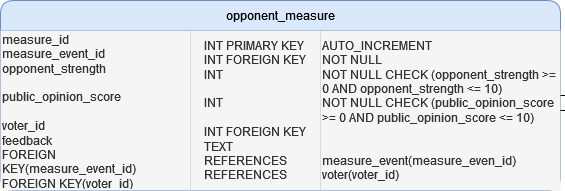 opponent_measure
measure_id INT PRIMARY KEY AUTO_INCREMENT
measure_event_id INT FOREIGN KEY NOT NULL
opponent_strength INT NOT NULL CHECK (opponent_strength >=
0 AND opponent_strength <= 10)
public_opinion_score INT NOT NULL CHECK (public_opinion_score
>= 0 AND public_opinion_score <= 10)
voter_id INT FOREIGN KEY
feedback TEXT
FOREIGN REFERENCES measure_event(measure_even_id)
KEY(measure_event_id) REFERENCES voter(voter_id)
FOREIGN KEY(voter_id)